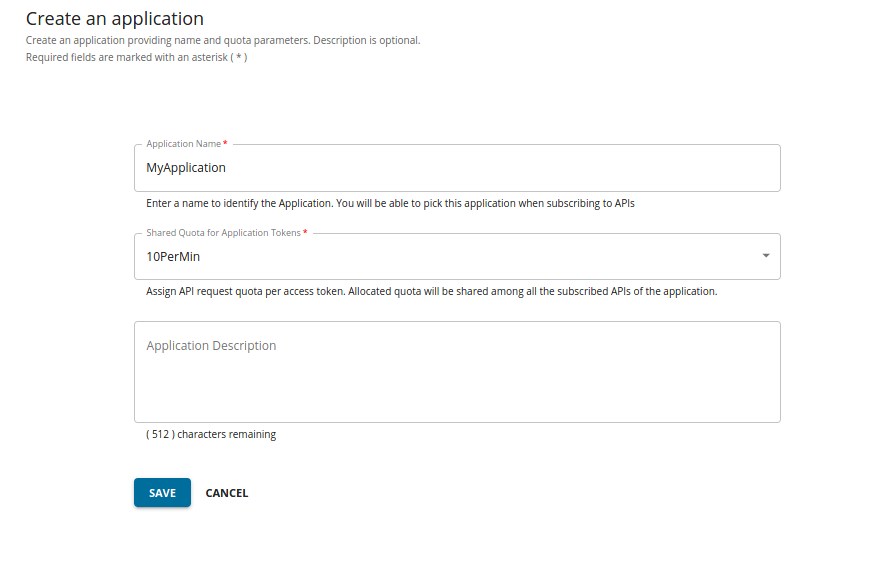 Create an application
Create an application providing name and quota parameters. Description is optional.
Required fields are marked with an asterisk ( * )
Application Name *
MyApplication
Enter a name to identify the Application. You will be able to pick this application when subscribing to APIs
Shared Quota for Application Tokens *
10PerMin
Assign API request quota per access token. Allocated quota will be shared among all the subscribed APIs of the application.
Application Description
( 512 ) characters remaining
SAVE CANCEL